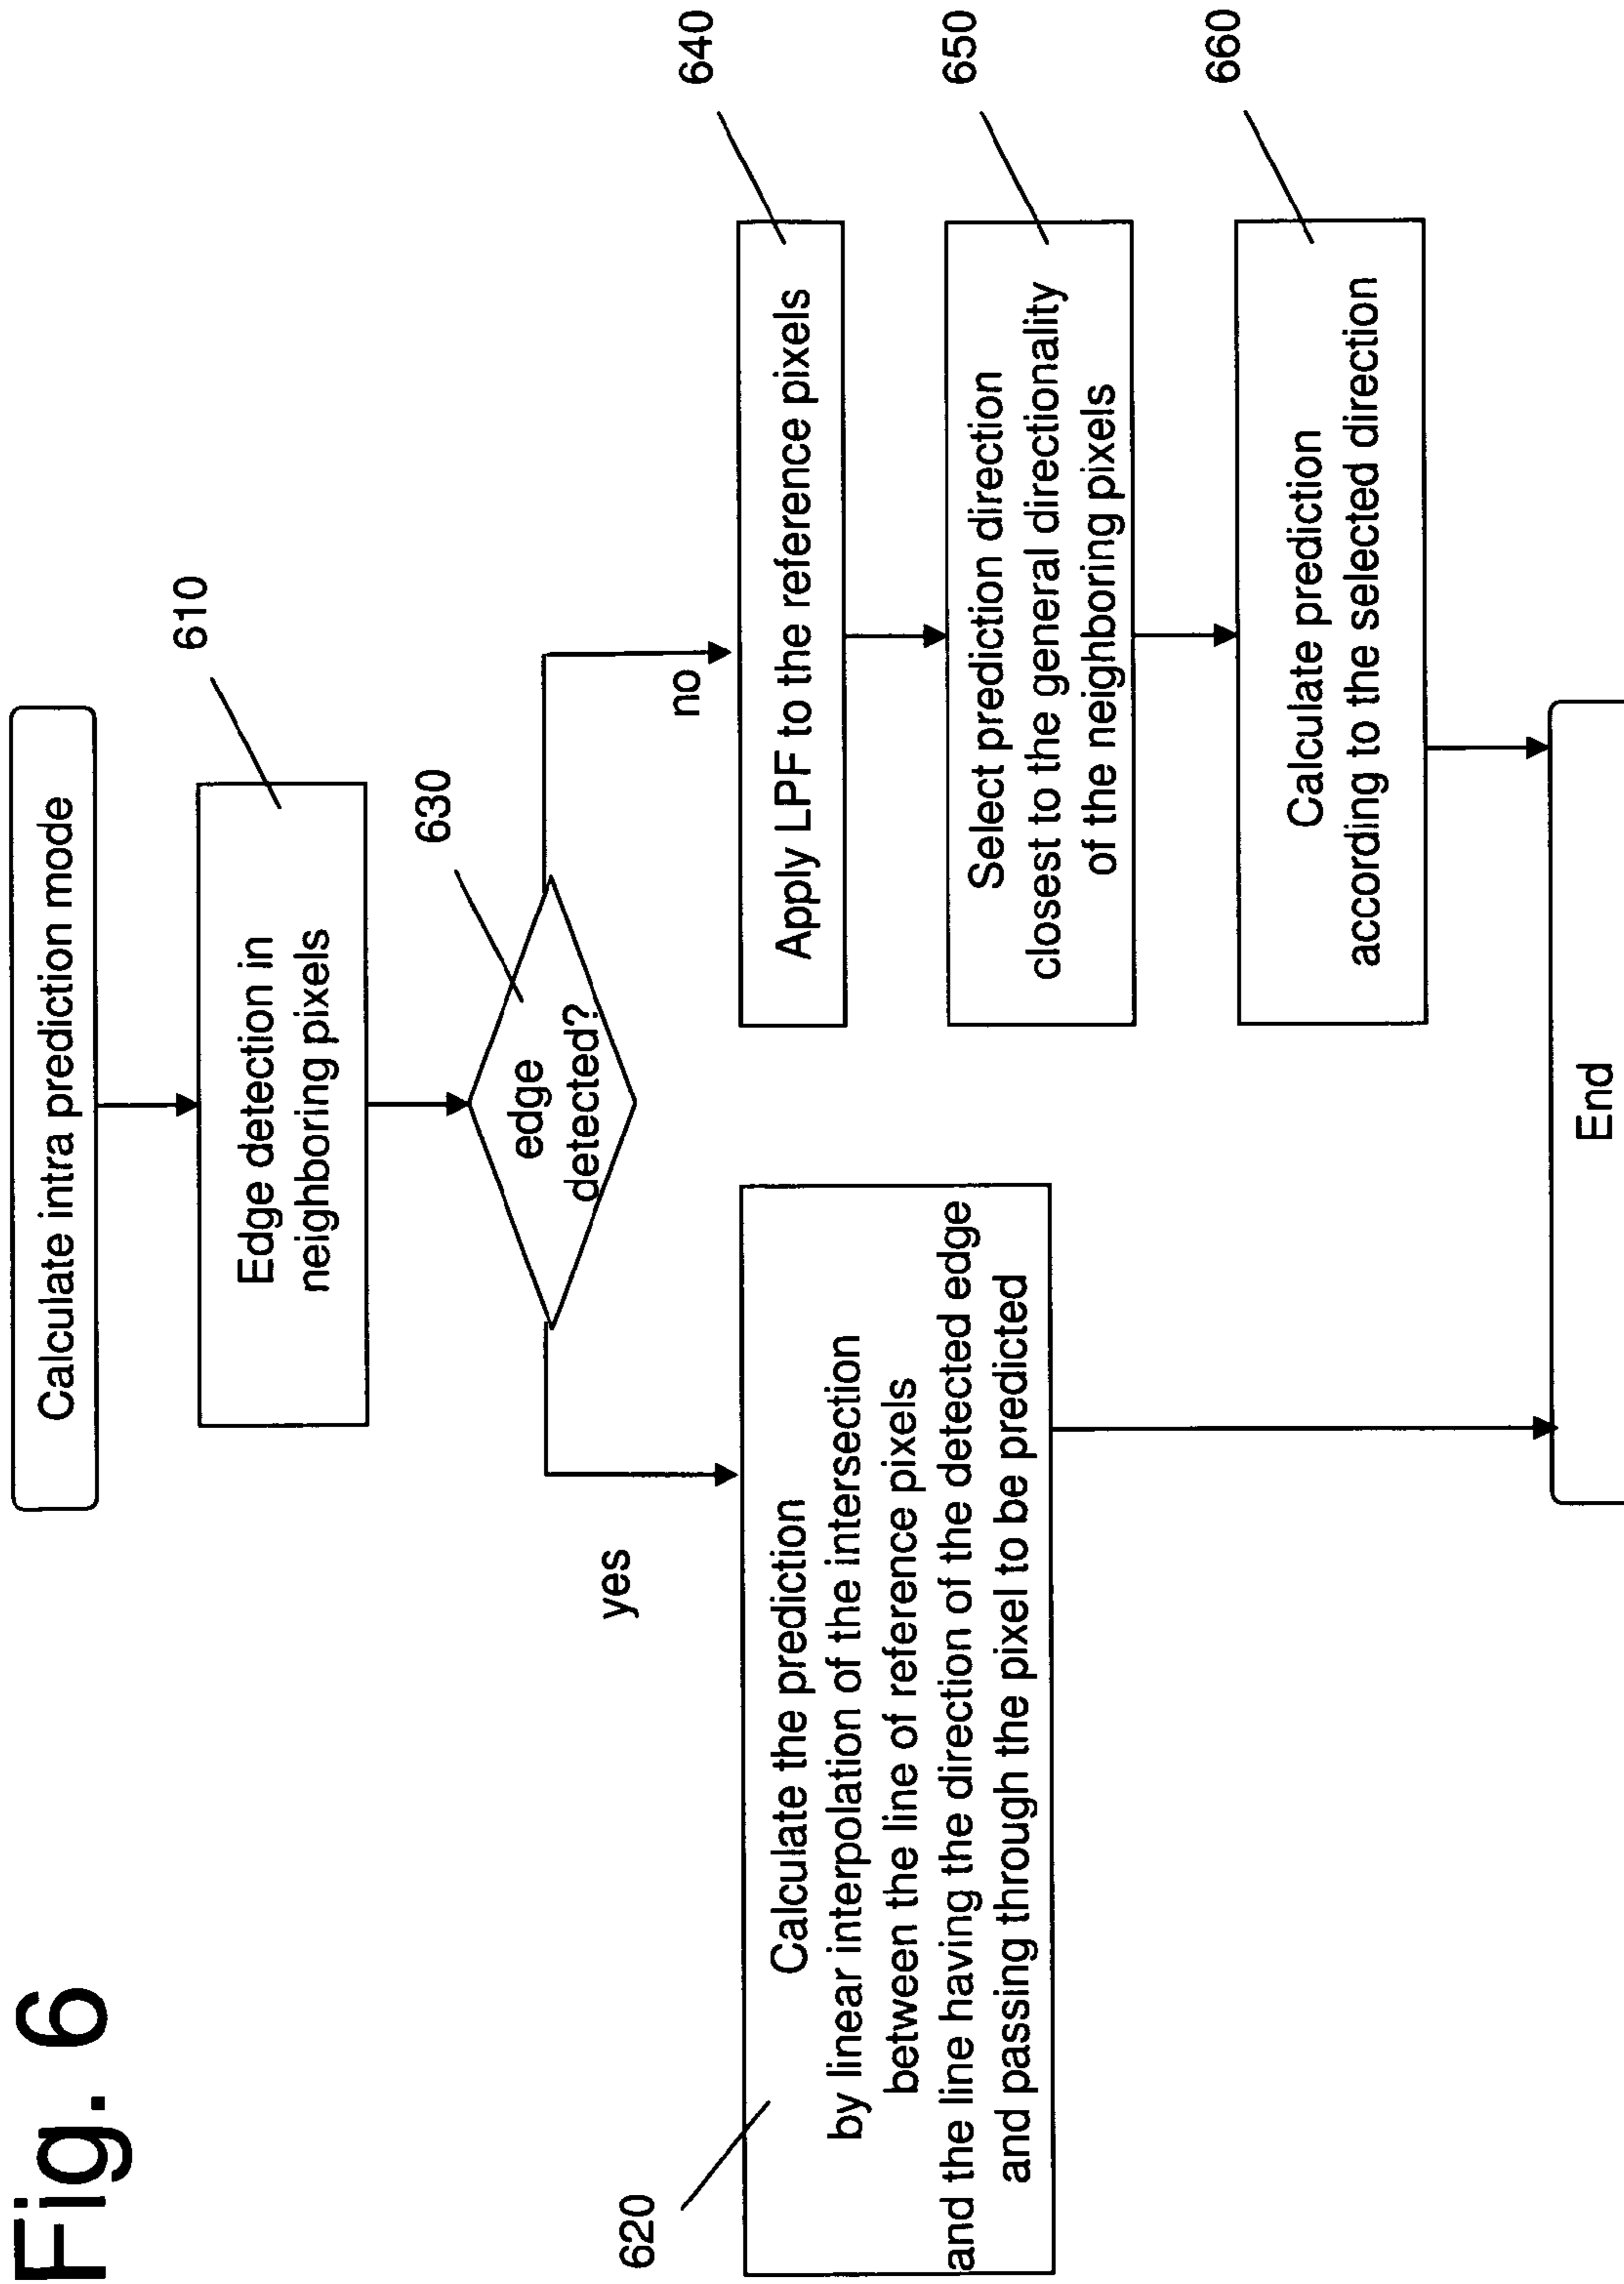 Fig. 6
Calculate intra prediction mode
610
Edge detection in
neighboring pixels
630
edge
detected?
yes
no
620
Calculate the prediction
by linear interpolation of the intersection
between the line of reference pixels
and the line having the direction of the detected edge
and passing through the pixel to be predicted
640
Apply LPF to the reference pixels
650
Select prediction direction
closest to the general directionality
of the neighboring pixels
660
Calculate prediction
according to the selected direction
End